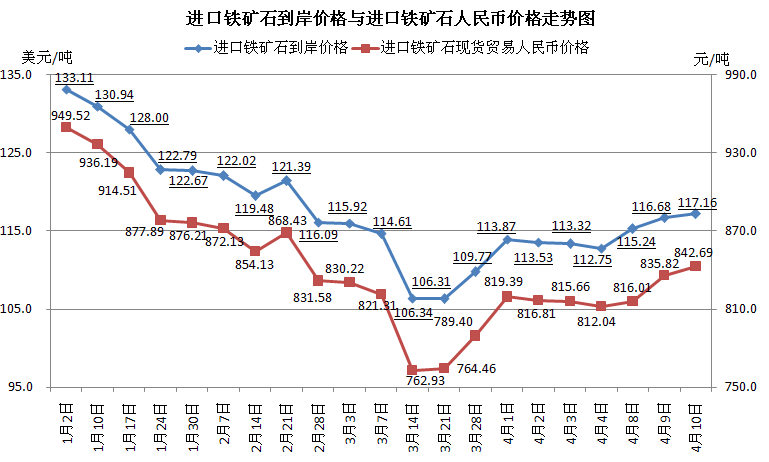 进口铁矿石到岸价格与进口铁矿石人民币价格走势图
美元/吨 进口铁矿石到岸价格 进口铁矿石现货贸易人民币价格 元/吨
135.0 990.0
133.11
130.94
128.00
949.52
936.19
914.51
125.0 930.0
122.79
122.67
122.02
119.48
121.39
116.09
115.92
114.61
106.34
106.31
109.77
113.87
113.53
113.32
112.75
115.24
116.68
117.16
115.0 870.0
877.89
876.21
872.13
854.13
868.43
831.58
830.22
821.31
762.93
789.40
764.46
819.39
816.81
815.66
812.04
816.01
835.82
842.69
105.0 810.0
95.0 750.0
1月2日
1月10日
1月17日
1月24日
1月30日
2月7日
2月14日
2月21日
2月28日
3月3日
3月7日
3月14日
3月21日
3月28日
4月1日
4月2日
4月3日
4月4日
4月8日
4月9日
4月10日